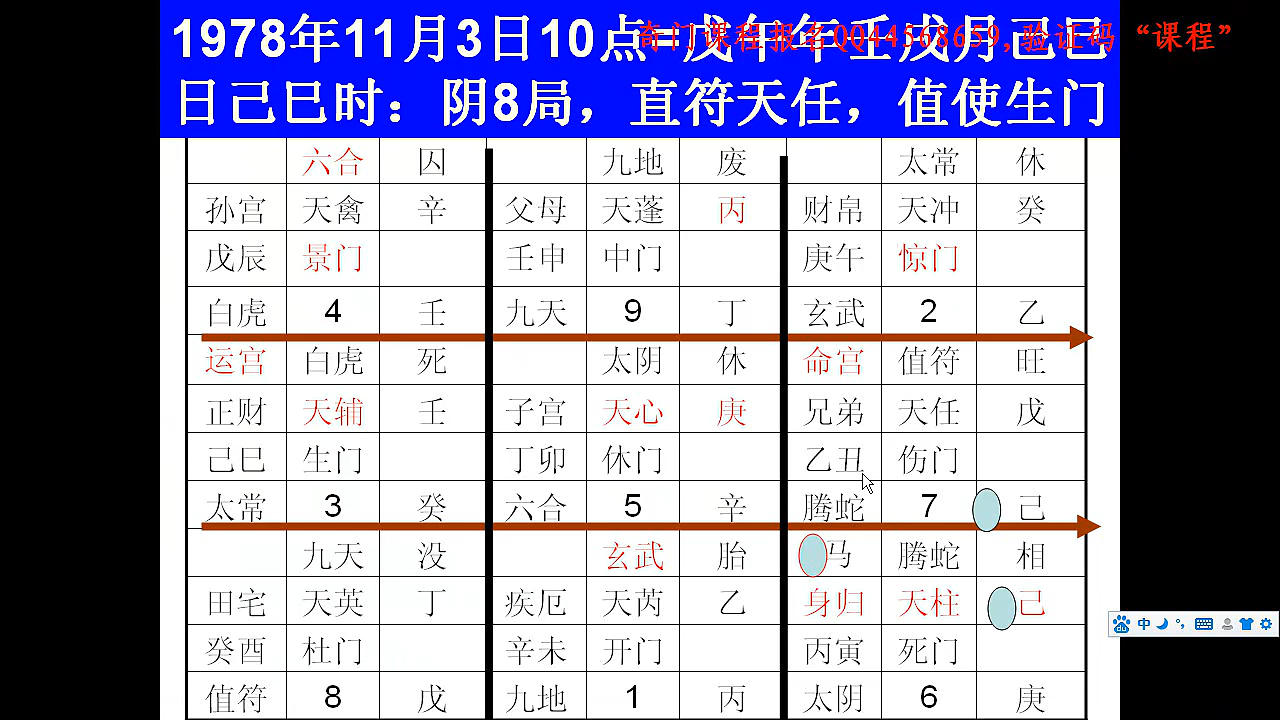 1978年11月3日10点 戊午年壬戌月己巳
奇门课程报名QQ44568659,验证码“课程”
日己巳时：阴8局，直符天任，值使生门
六合 囚 九地 废 太常 休
孙宫 天禽 辛 父母 天蓬 丙 财帛 天冲 癸
戊辰 景门 壬申 中门 庚午 惊门
白虎 4 壬 九天 9 丁 玄武 2 乙
运宫 白虎 死 太阴 休 命宫 值符 旺
正财 天辅 壬 子宫 天心 庚 兄弟 天任 戊
己巳 生门 丁卯 休门 乙丑 伤门
太常 3 癸 六合 5 辛 腾蛇 7 己
九天 没 玄武 胎 马 腾蛇 相
田宅 天英 丁 疾厄 天芮 乙 身归 天柱 己
癸酉 杜门 辛未 开门 丙寅 死门
值符 8 戊 九地 1 丙 太阴 6 庚
中